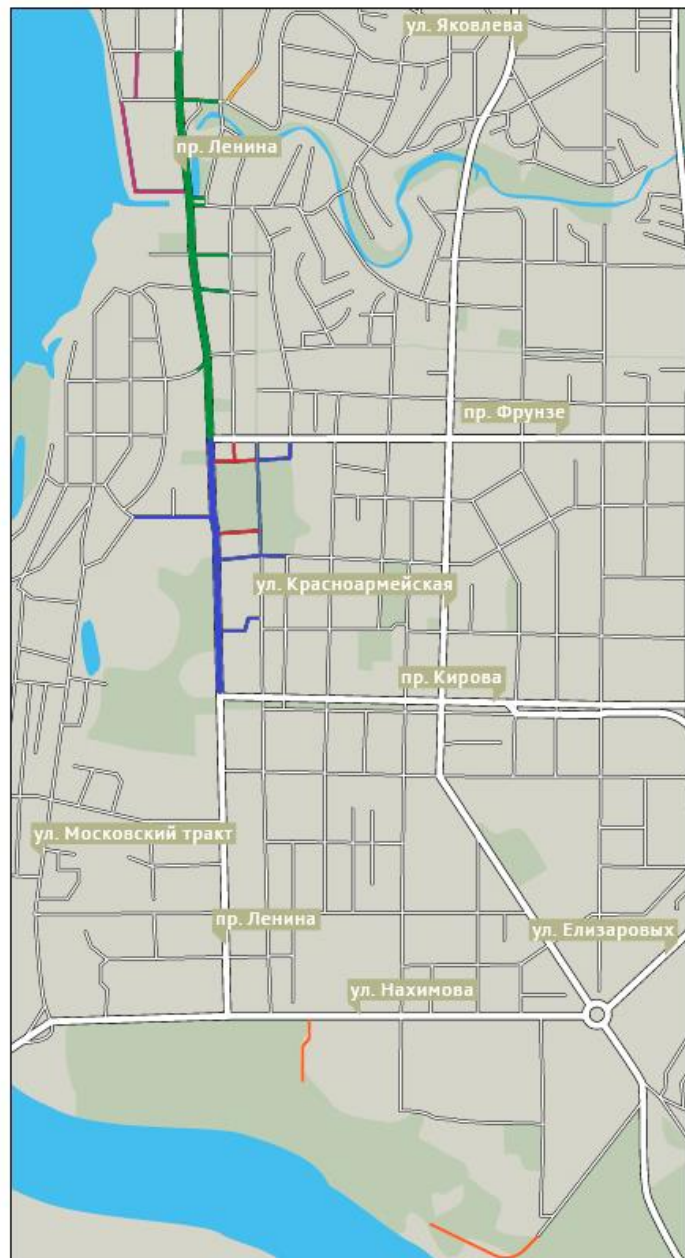 ул. Яковлева
пр. Ленина
пр. Фрунзе
ул. Красноармейская
пр. Кирова
ул. Московский тракт
пр. Ленина
ул. Елизаровых
ул. Нахимова